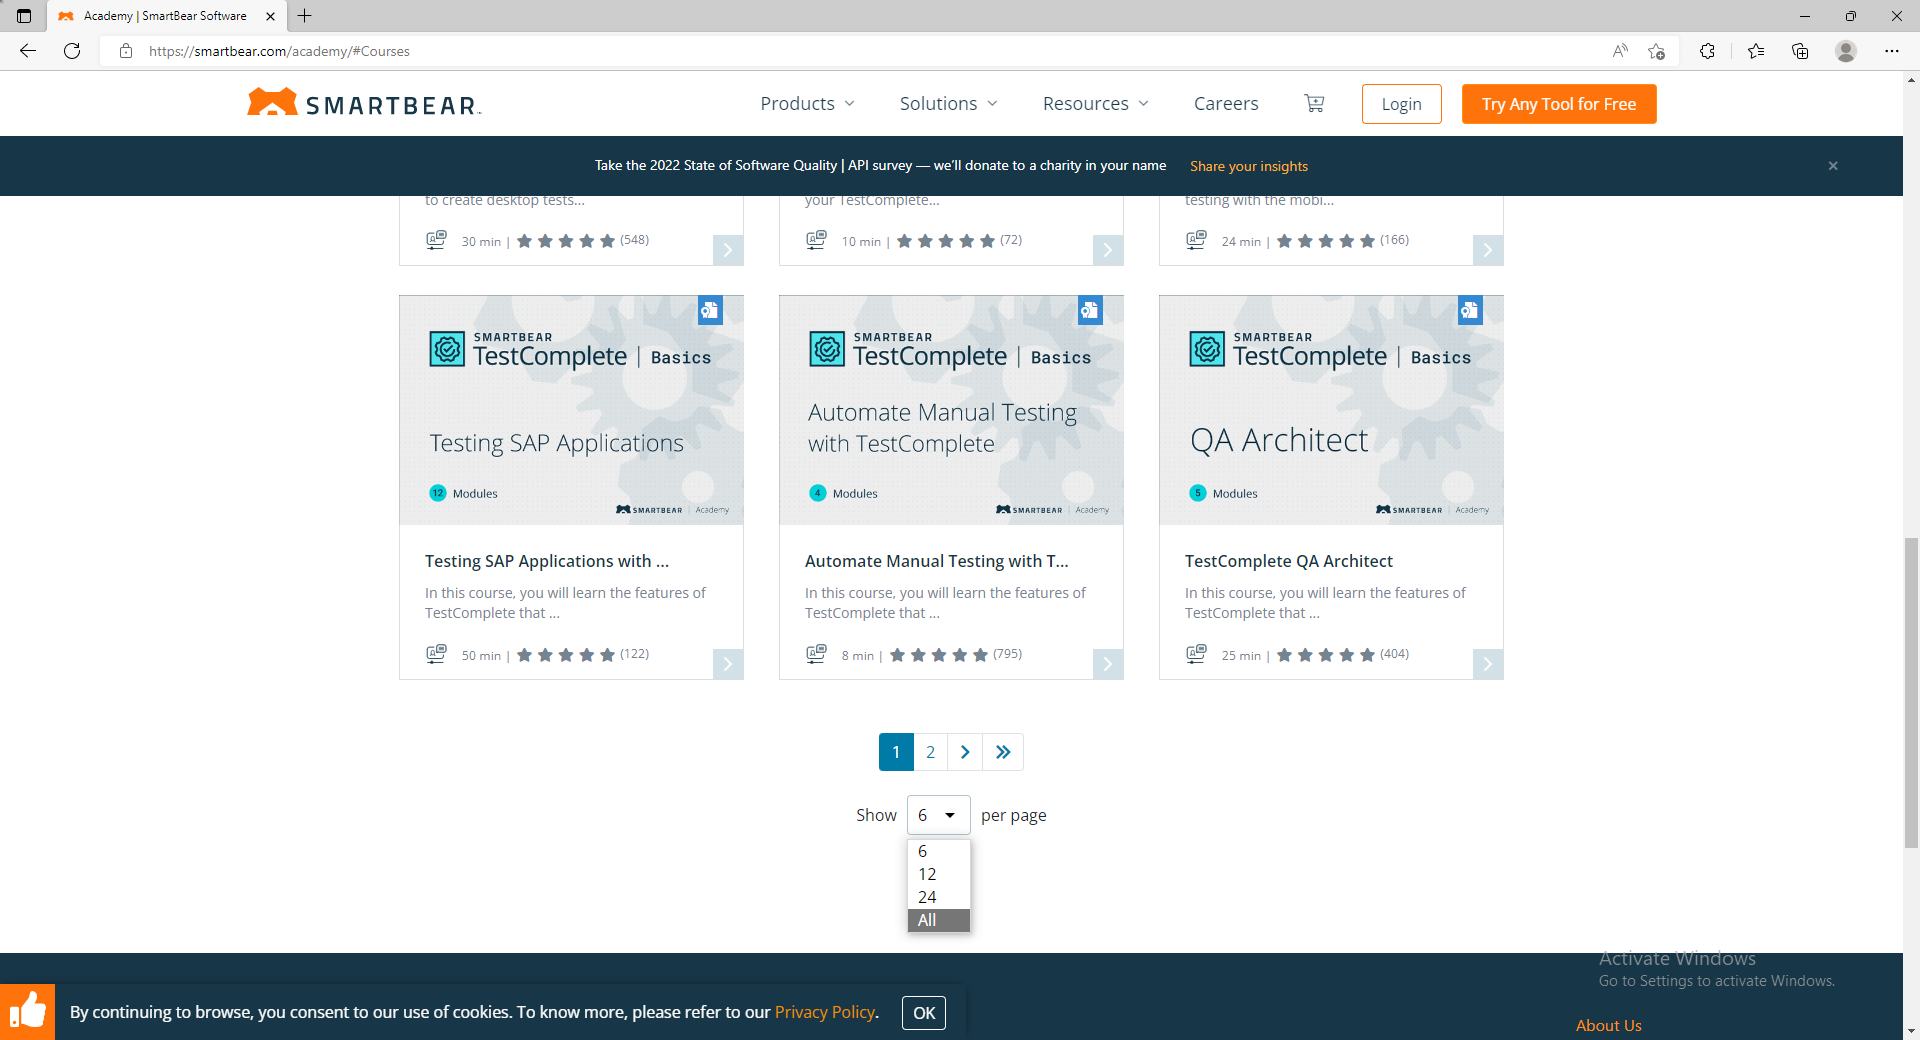 Academy | SmartBear Software
https://smartbear.com/academy/#Courses
SMARTBEAR
Products
Solutions
Resources
Careers
Login
Try Any Tool for Free
Take the 2022 State of Software Quality | API survey — we'll donate to a charity in your name
Share your insights
to create desktop tests...
30 min | (548)
your TestComplete...
10 min | (72)
testing with the mobi...
24 min | (166)
SMARTBEAR
TestComplete | Basics
Testing SAP Applications
12 Modules
SMARTBEAR | Academy
Testing SAP Applications with ...
In this course, you will learn the features of
TestComplete that ...
50 min | (122)
SMARTBEAR
TestComplete | Basics
Automate Manual Testing
with TestComplete
4 Modules
SMARTBEAR | Academy
Automate Manual Testing with T...
In this course, you will learn the features of
TestComplete that ...
8 min | (795)
SMARTBEAR
TestComplete | Basics
QA Architect
5 Modules
SMARTBEAR | Academy
TestComplete QA Architect
In this course, you will learn the features of
TestComplete that ...
25 min | (404)
1 2
Show 6 per page
6
12
24
All
Activate Windows
Go to Settings to activate Windows.
By continuing to browse, you consent to our use of cookies. To know more, please refer to our Privacy Policy.
OK
About Us